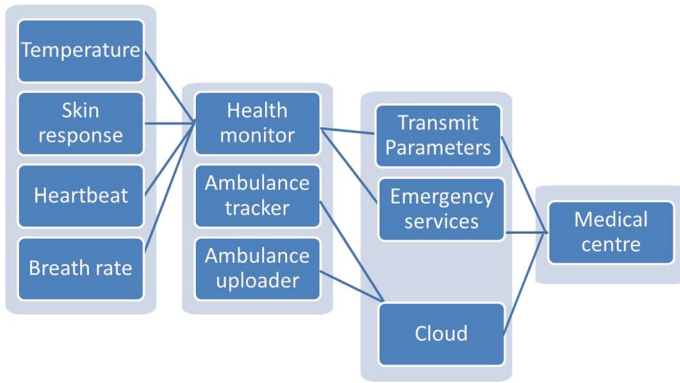 Temperature
Skin
response
Heartbeat
Breath rate
Health
monitor
Ambulance
tracker
Ambulance
uploader
Transmit
Parameters
Emergency
services
Cloud
Medical
centre